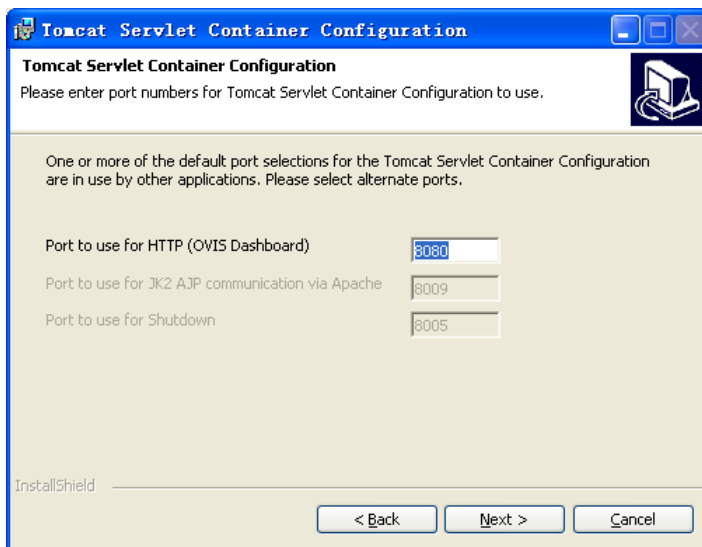 Tomcat Servlet Container Configuration
Tomcat Servlet Container Configuration
Please enter port numbers for Tomcat Servlet Container Configuration to use.
One or more of the default port selections for the Tomcat Servlet Container Configuration
are in use by other applications. Please select alternate ports.
Port to use for HTTP (OVIS Dashboard) 8080
Port to use for JK2 AJP communication via Apache 8009
Port to use for Shutdown 8005
InstallShield
< Back Next > Cancel